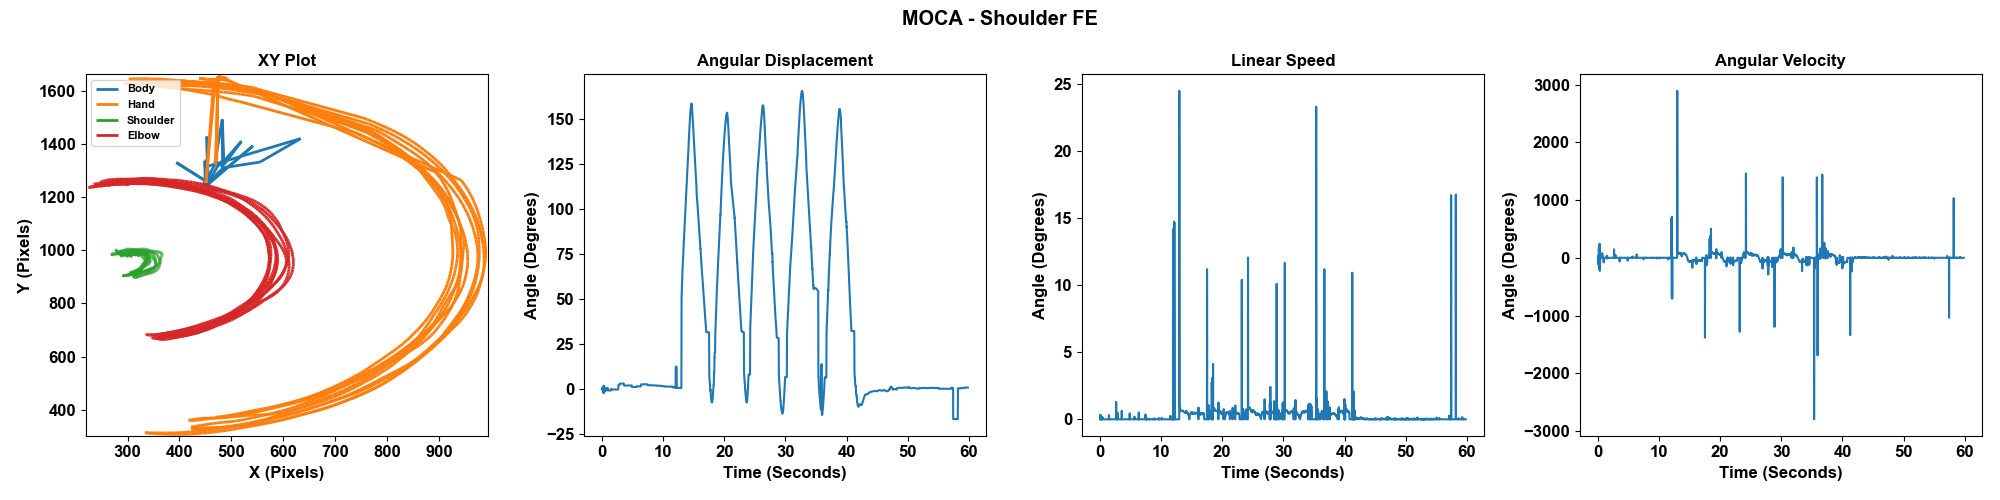 MOCA - Shoulder FE
XY Plot
Body
Hand
Shoulder
Elbow
1600
1400
1200
1000
800
600
400
300 400 500 600 700 800 900
X (Pixels)
Y (Pixels)
Angular Displacement
150
125
100
75
50
25
0
−25
0 10 20 30 40 50 60
Time (Seconds)
Angle (Degrees)
Linear Speed
25
20
15
10
5
0
0 10 20 30 40 50 60
Time (Seconds)
Angle (Degrees)
Angular Velocity
3000
2000
1000
0
−1000
−2000
−3000
0 10 20 30 40 50 60
Time (Seconds)
Angle (Degrees)